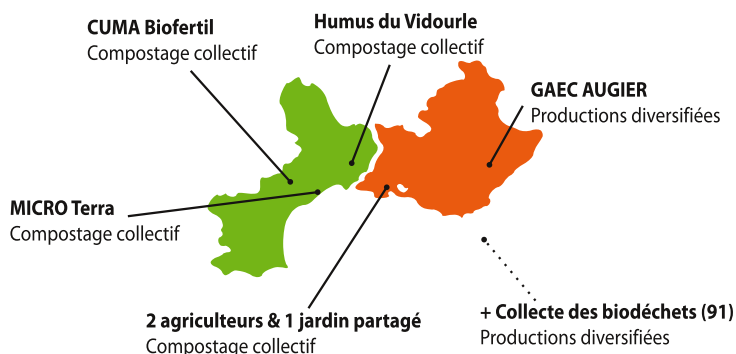 CUMA Biofertil
Compostage collectif
Humus du Vidourle
Compostage collectif
GAEC AUGIER
Productions diversifiées
MICRO Terra
Compostage collectif
2 agriculteurs & 1 jardin partagé
Compostage collectif
+ Collecte des biodéchets (91)
Productions diversifiées